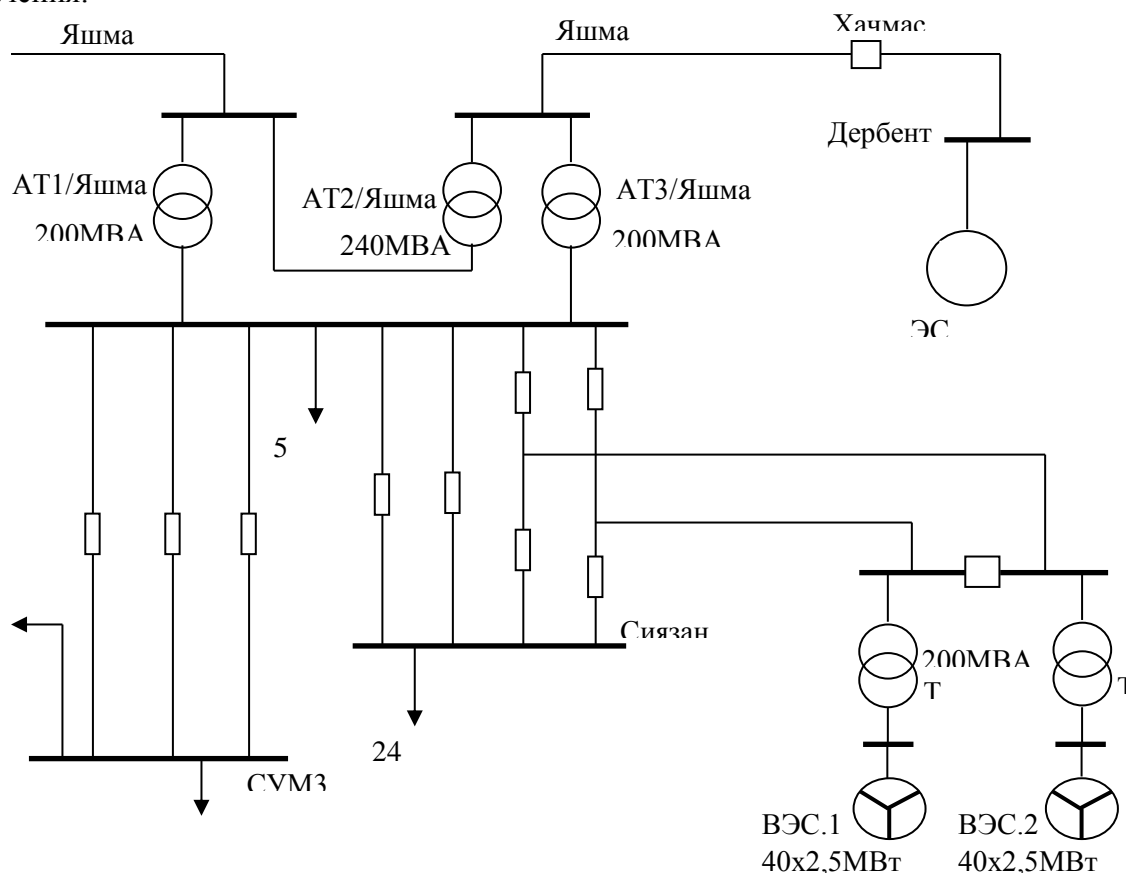 Яшма
Яшма
Хачмас
Дербент
АТ1/Яшма
200МВА
АТ2/Яшма
240МВА
АТ3/Яшма
200МВА
ЭС
5
Сиязан
24
200МВА
Т
Т
СУМЗ
ВЭС.1
40х2,5МВт
ВЭС.2
40х2,5МВт